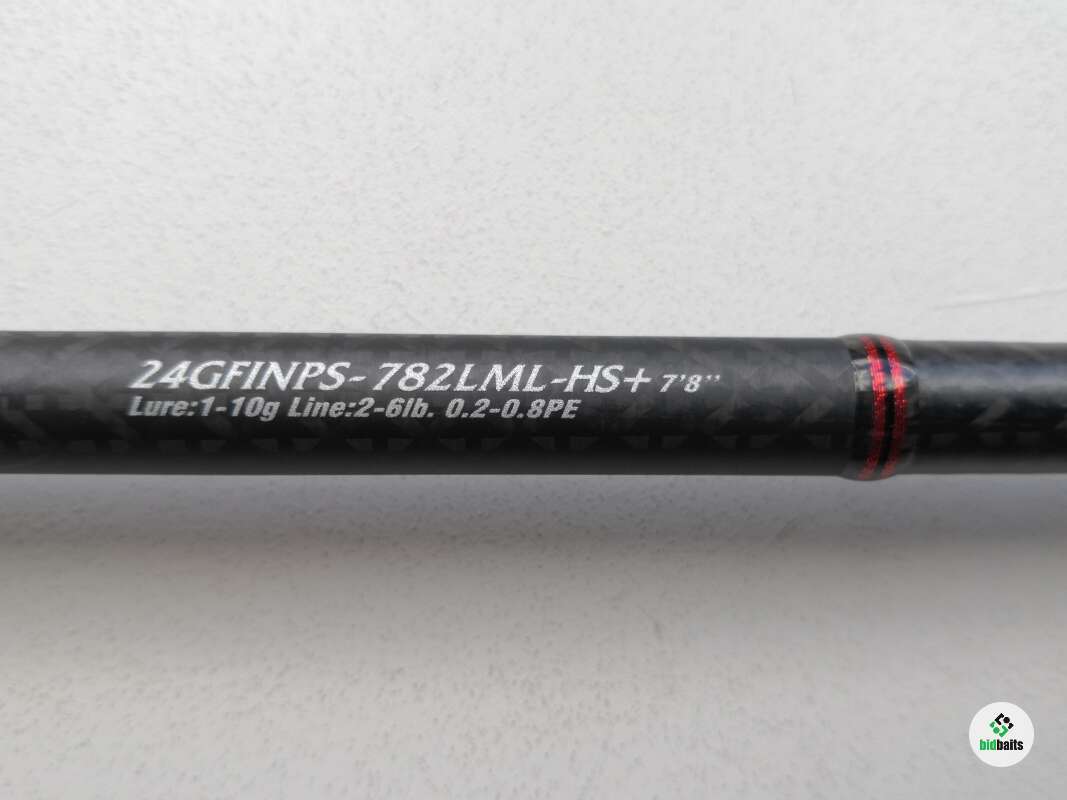 24GFINPS-782LML-HS+ 7'8"
Lure:1-10g Line:2-6lb. 0.2-0.8PE
bidbaits